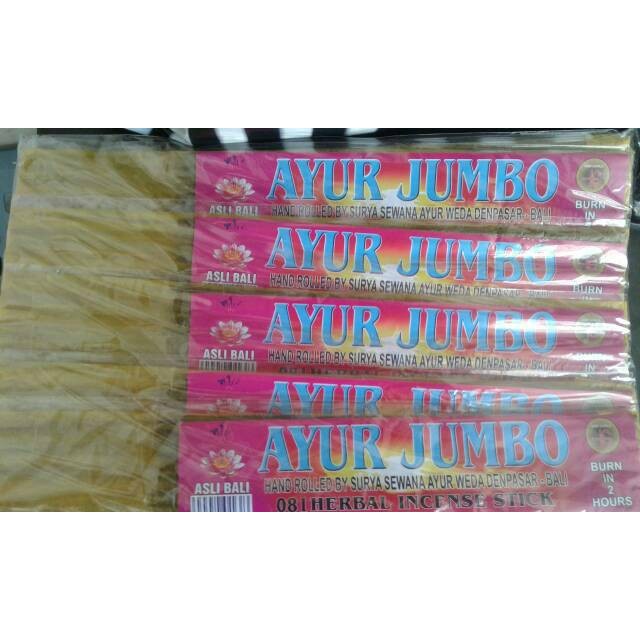 AYUR JUMBO
ASLI BALI
HAND ROLLED BY SURYA SEWANA AYUR WEDA DENPASAR - BALI
BURN
IN
AYUR JUMBO
ASLI BALI
HAND ROLLED BY SURYA SEWANA AYUR WEDA DENPASAR - BALI
BURN
AYUR JUMBO
ASLI BALI
HAND ROLLED BY SURYA SEWANA AYUR WEDA DENPASAR - BALI
BURN
IN
AYUR JUMBO
AYUR JUMBO
ASLI BALI
HAND ROLLED BY SURYA SEWANA AYUR WEDA DENPASAR - BALI
081 HERBAL INCENSE STICK
BURN
IN
2
HOURS